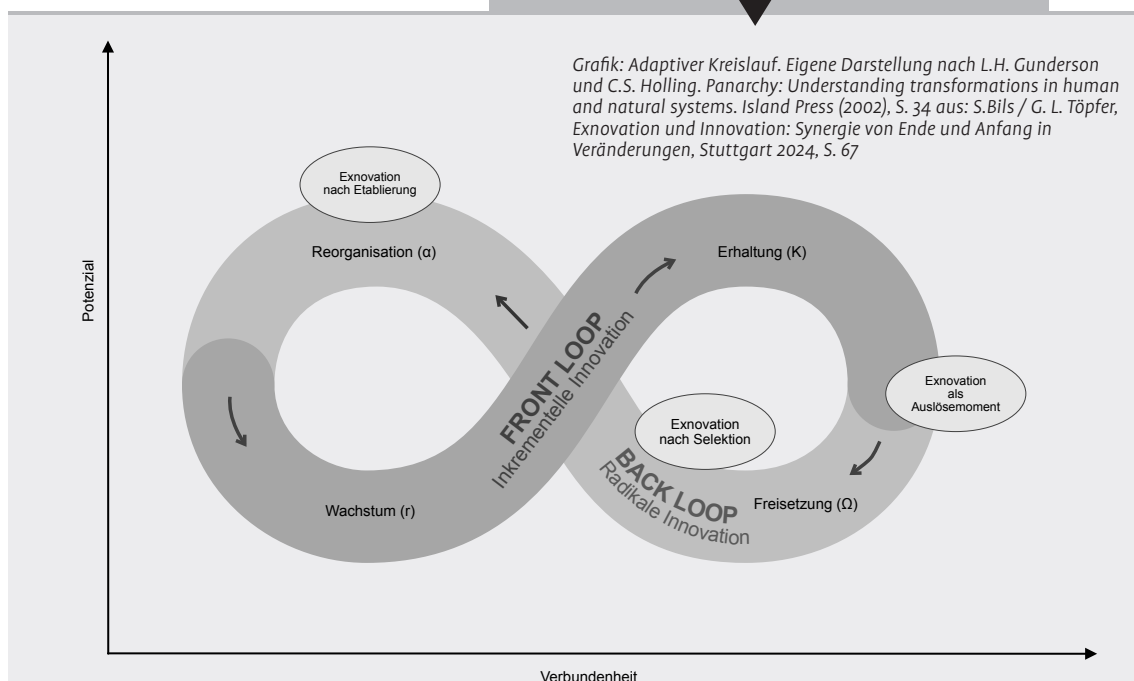 Grafik: Adaptiver Kreislauf. Eigene Darstellung nach L.H. Gunderson
und C.S. Holling. Panarchy: Understanding transformations in human
and natural systems. Island Press (2002), S. 34 aus: S.Bils / G. L. Töpfer,
Exnovation und Innovation: Synergie von Ende und Anfang in
Veränderungen, Stuttgart 2024, S. 67
Exnovation
nach Etablierung
Reorganisation (α)
Erhaltung (K)
Potenzial
FRONT LOOP
Inkrementelle Innovation
Exnovation
als
Auslösemoment
Exnovation
nach Selektion
BACK LOOP
Radikale Innovation
Freisetzung (Ω)
Wachstum (r)
Verbundenheit